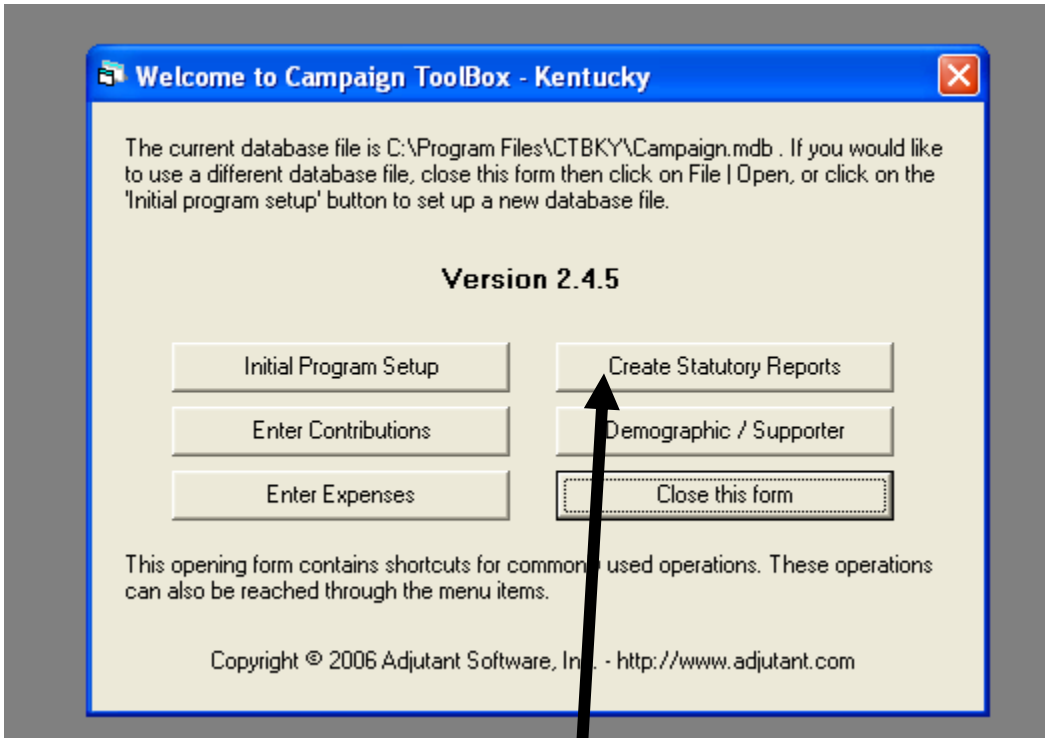 Welcome to Campaign ToolBox - Kentucky
The current database file is C:\Program Files\CTBKY\Campaign.mdb . If you would like
to use a different database file, close this form then click on File | Open, or click on the
'Initial program setup' button to set up a new database file.
Version 2.4.5
Initial Program Setup
Create Statutory Reports
Enter Contributions
Demographic / Supporter
Enter Expenses
Close this form
This opening form contains shortcuts for commonly used operations. These operations
can also be reached through the menu items.
Copyright © 2006 Adjutant Software, Inc. - http://www.adjutant.com